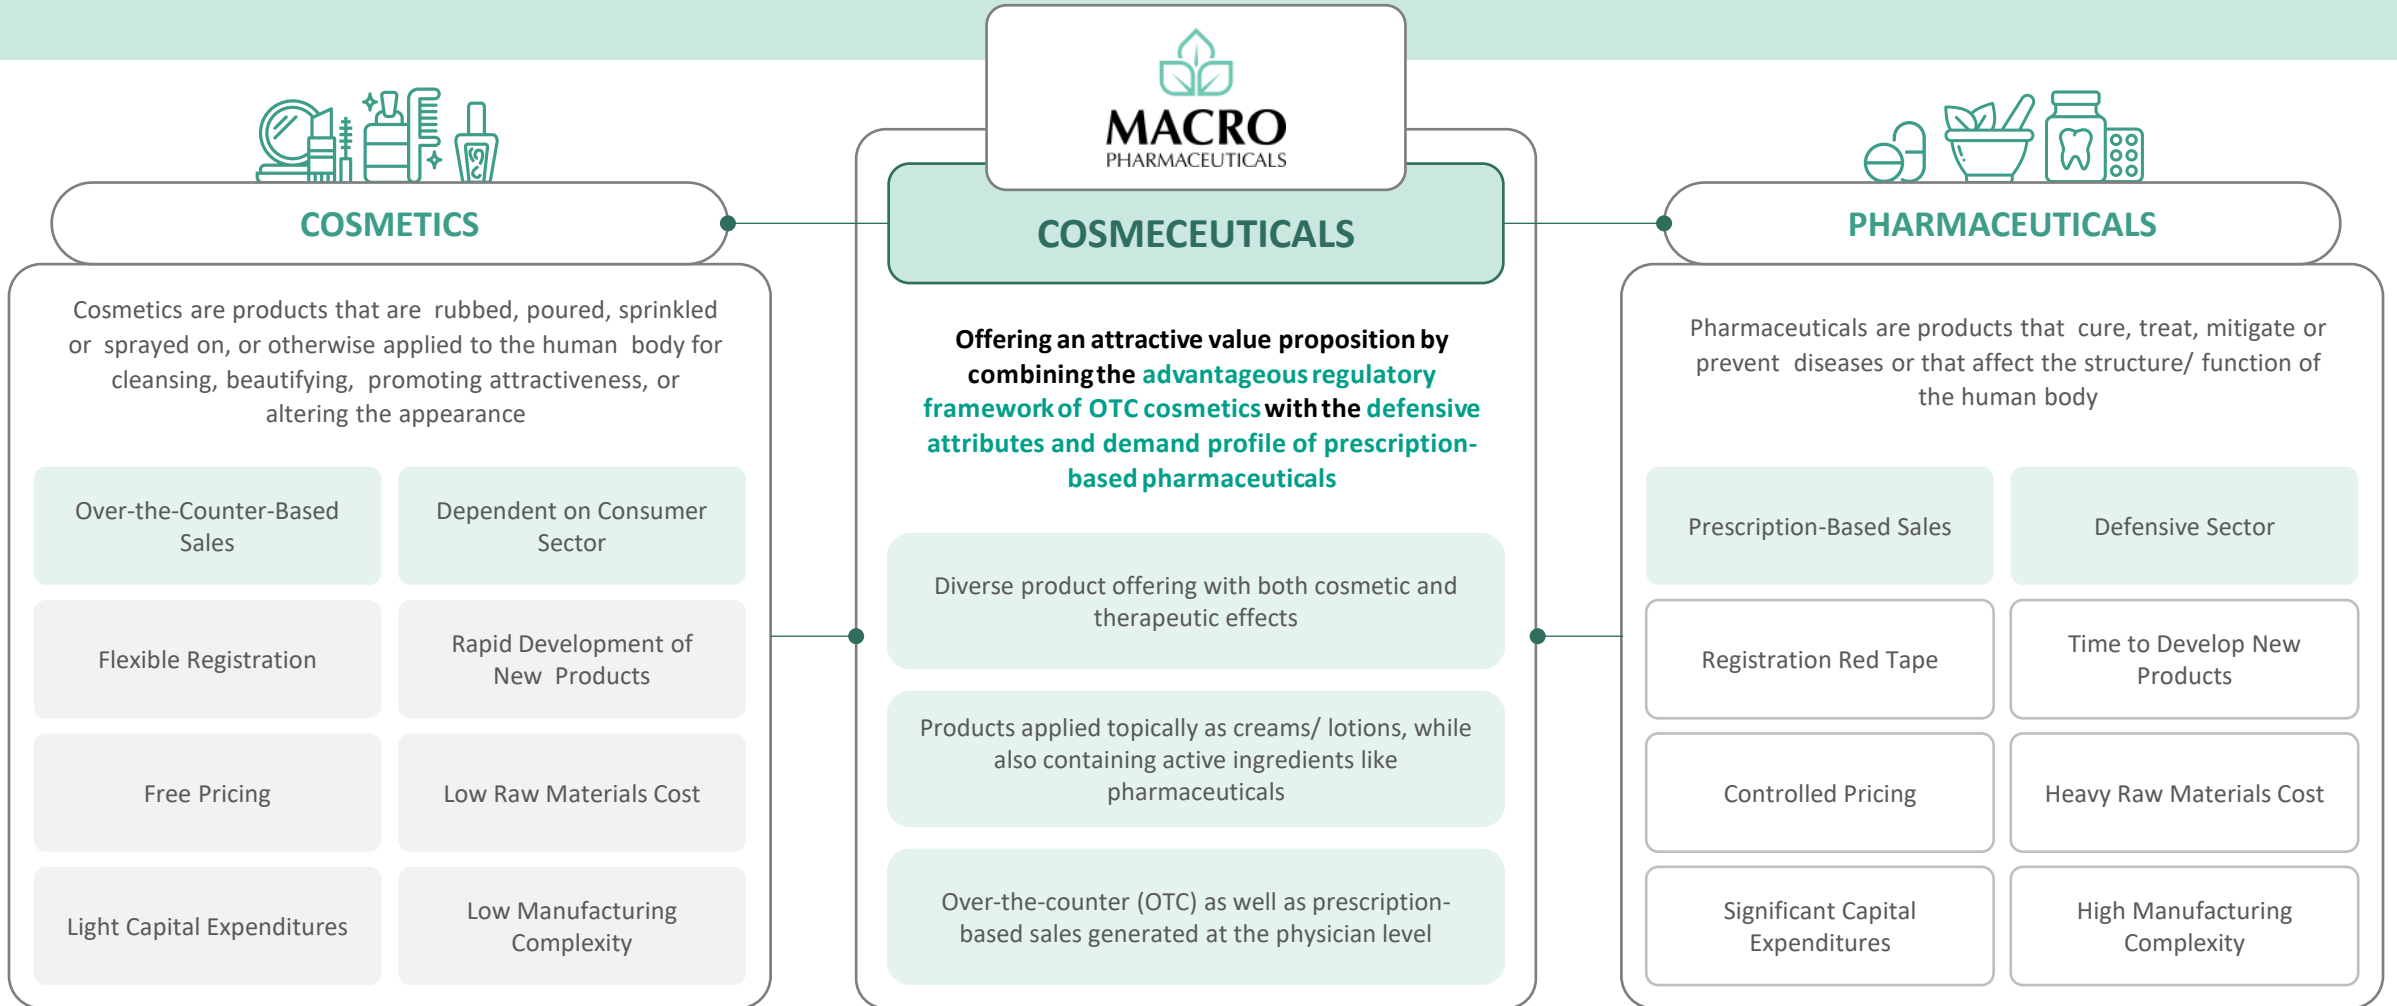 MACRO
PHARMACEUTICALS
COSMETICS
Cosmetics are products that are rubbed, poured, sprinkled
or sprayed on, or otherwise applied to the human body for
cleansing, beautifying, promoting attractiveness, or
altering the appearance
Over-the-Counter-Based
Sales
Dependent on Consumer
Sector
Flexible Registration
Rapid Development of
New Products
Free Pricing
Low Raw Materials Cost
Light Capital Expenditures
Low Manufacturing
Complexity
COSMECEUTICALS
Offering an attractive value proposition by
combining the advantageous regulatory
framework of OTC cosmetics with the defensive
attributes and demand profile of prescription-
based pharmaceuticals
Diverse product offering with both cosmetic and
therapeutic effects
Products applied topically as creams/ lotions, while
also containing active ingredients like
pharmaceuticals
Over-the-counter (OTC) as well as prescription-
based sales generated at the physician level
PHARMACEUTICALS
Pharmaceuticals are products that cure, treat, mitigate or
prevent diseases or that affect the structure/ function of
the human body
Prescription-Based Sales
Defensive Sector
Registration Red Tape
Time to Develop New
Products
Controlled Pricing
Heavy Raw Materials Cost
Significant Capital
Expenditures
High Manufacturing
Complexity